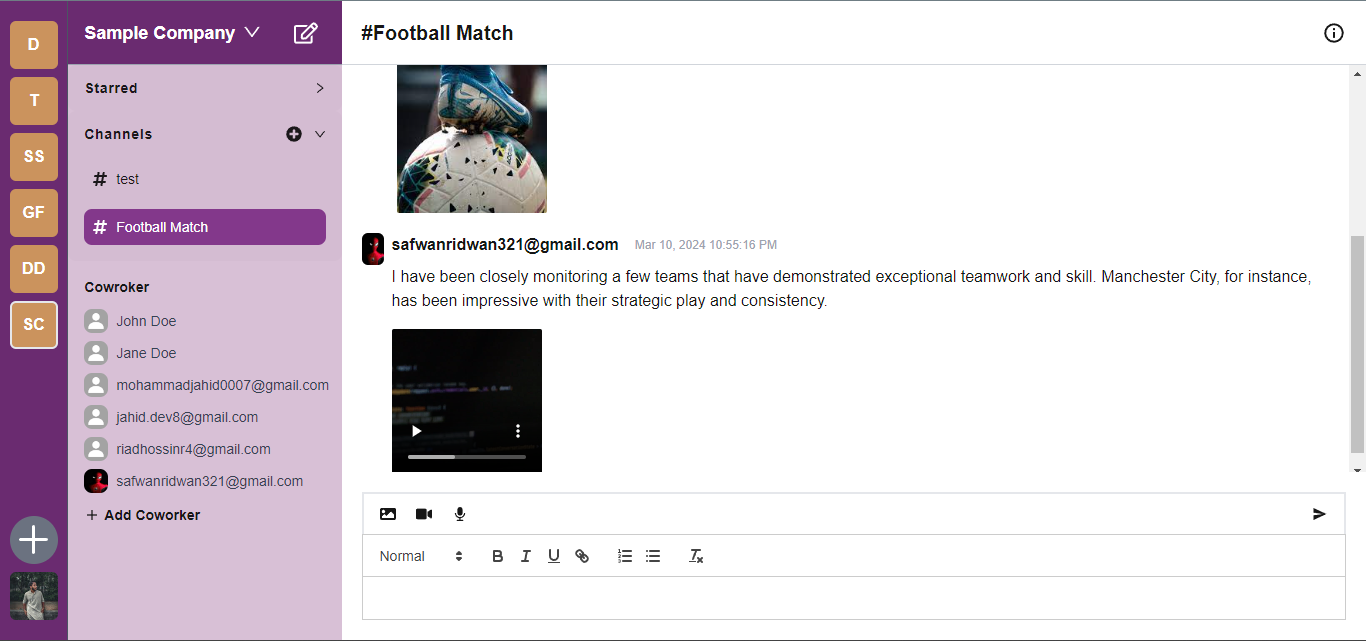 D
T
SS
GF
DD
SC
Sample Company
Starred
Channels
# test
# Football Match
Cowroker
John Doe
Jane Doe
mohammadjahid0007@gmail.com
jahid.dev8@gmail.com
riadhossinr4@gmail.com
safwanridwan321@gmail.com
+ Add Coworker
#Football Match
safwanridwan321@gmail.com Mar 10, 2024 10:55:16 PM
I have been closely monitoring a few teams that have demonstrated exceptional teamwork and skill. Manchester City, for instance,
has been impressive with their strategic play and consistency.
Normal B I U